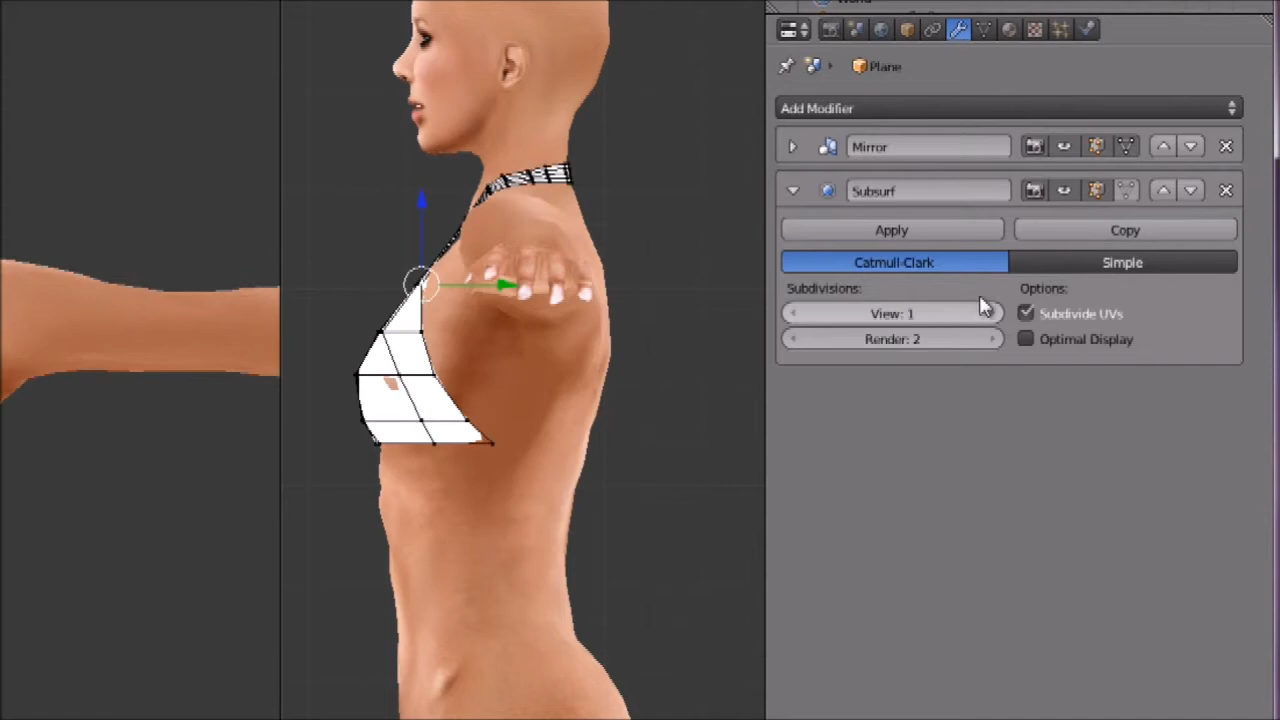 World
Plane
Add Modifier
Mirror
Subsurf
Apply Copy
Catmull-Clark Simple
Subdivisions: Options:
View: 1 Subdivide UVs
Render: 2 Optimal Display